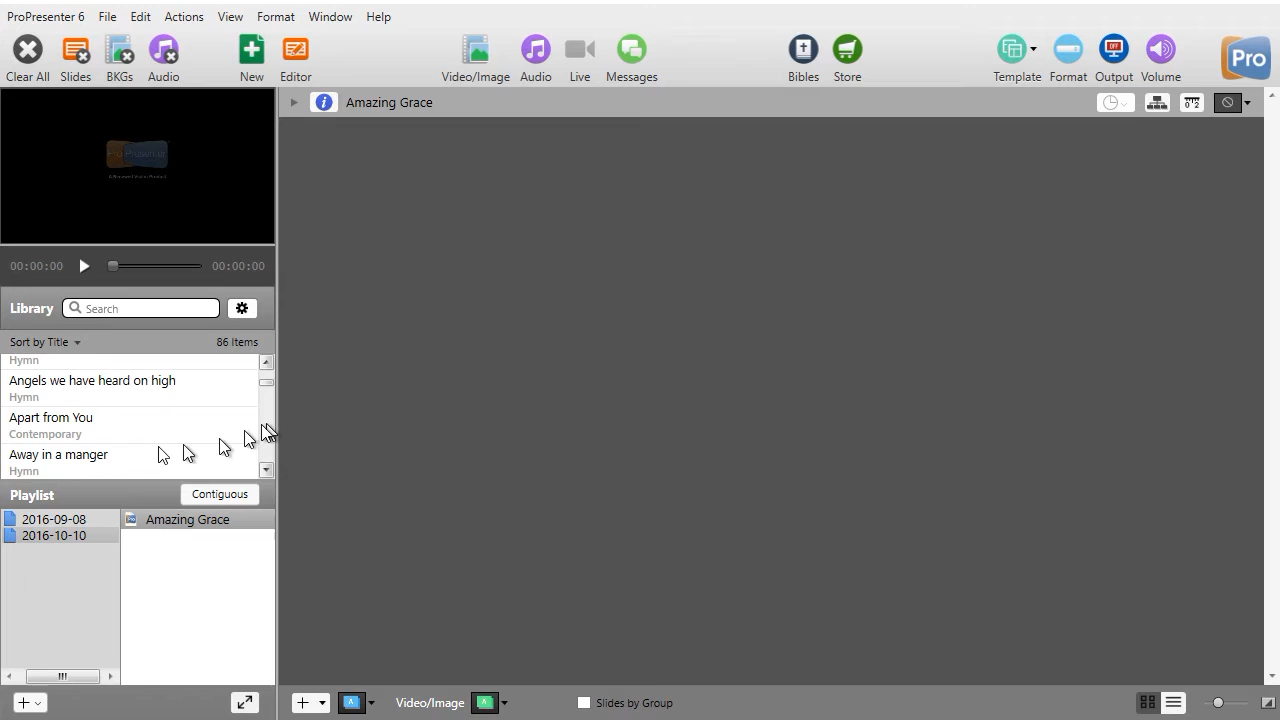 ProPresenter 6 File Edit Actions View Format Window Help
Clear All Slides BKGs Audio New Editor Video/Image Audio Live Messages Bibles Store Template Format Output Volume
OFF
Pro
Amazing Grace
00:00:00 00:00:00
Library Search
Sort by Title 86 Items
Hymn
Angels we have heard on high
Hymn
Apart from You
Contemporary
Away in a manger
Hymn
Playlist Contiguous
2016-09-08 Amazing Grace
2016-10-10
Video/Image Slides by Group